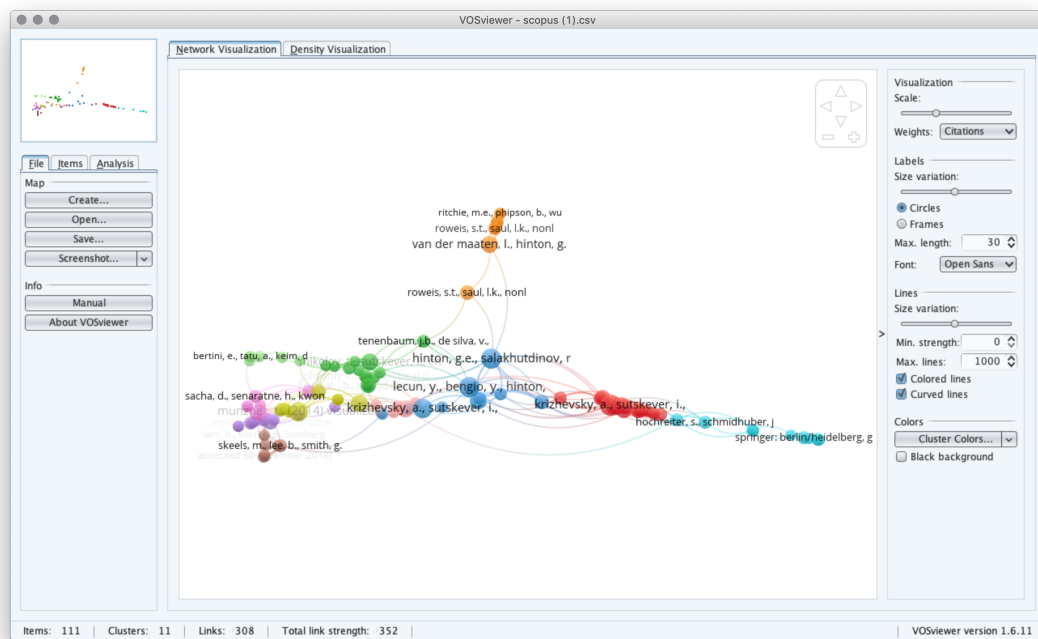 VOSviewer - scopus (1).csv
Network Visualization
Density Visualization
File
Items
Analysis
Map
Create...
Open...
Save...
Screenshot...
Info
Manual
About VOSviewer
ritchie, m.e., phipson, b., wu
roweis, s.t., saul, l.k., nonl
van der maaten, l., hinton, g.
roweis, s.t., saul, l.k., nonl
tenenbaum, j.b., de silva, v.,
bertini, e., tatu, a., keim, d
hinton, g.e., salakhutdinov, r
lecun, y., bengio, y., hinton,
sacha, d., senaratne, h., kwon
krizhevsky, a., sutskever, i.,
krizhevsky, a., sutskever, i.,
hochreiter, s., schmidhuber, j
springer: berlin/heidelberg, g
skeels, m., lee, b., smith, g.
Visualization
Scale:
Weights:
Citations
Labels
Size variation:
Circles
Frames
Max. length:
30
Font:
Open Sans
Lines
Size variation:
Min. strength:
0
Max. lines:
1000
Colored lines
Curved lines
Colors
Cluster Colors...
Black background
Items: 111
Clusters: 11
Links: 308
Total link strength: 352
VOSviewer version 1.6.11